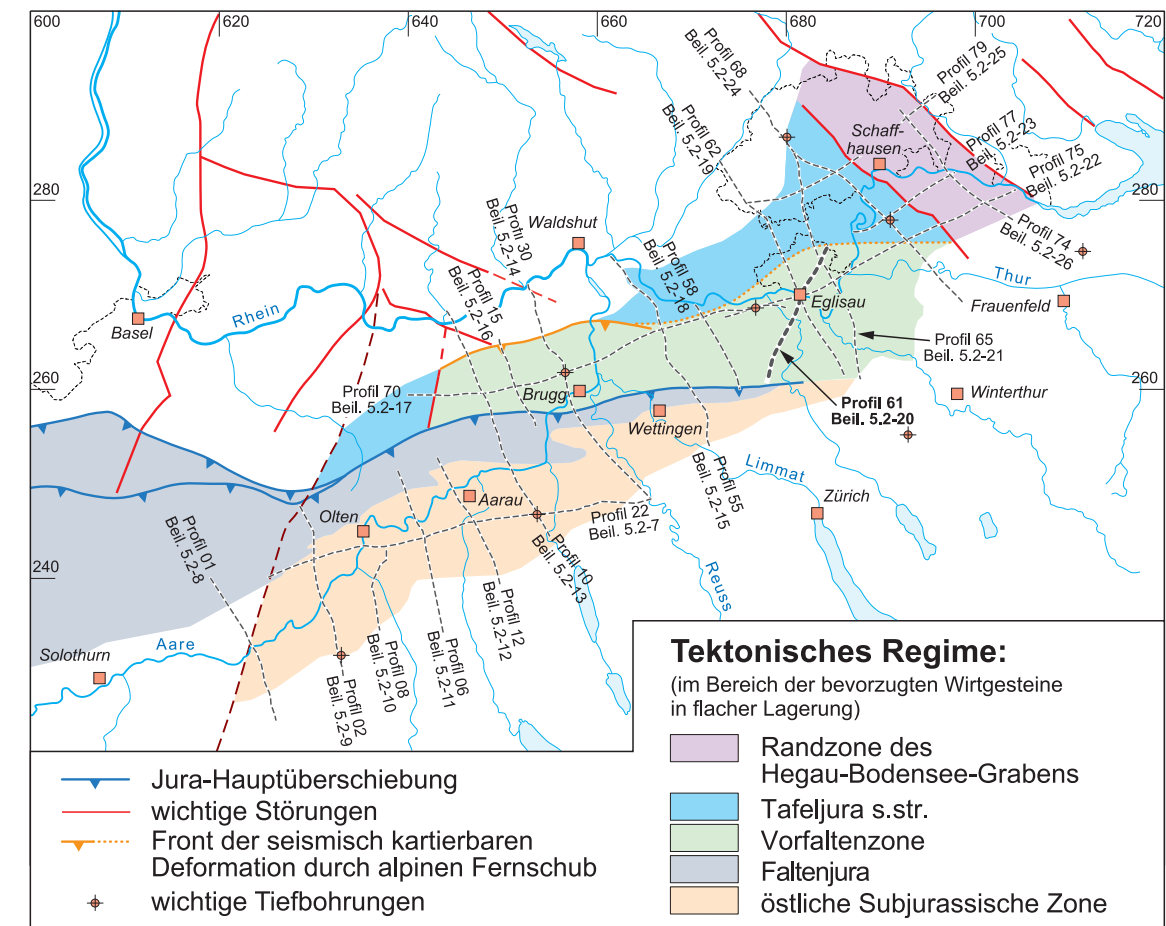 600
620
640
660
680
700
720
280
260
240
280
260
Profil 68
Beil. 5.2-24
Profil 79
Beil. 5.2-25
Profil 62
Beil. 5.2-19
Schaff-
hausen
Profil 77
Beil. 5.2-23
Profil 75
Beil. 5.2-22
Profil 74
Beil. 5.2-26
Waldshut
Profil 30
Beil. 5.2-14
Profil 15
Beil. 5.2-16
Profil 58
Beil. 5.2-18
Basel
Rhein
Eglisau
Thur
Frauenfeld
Profil 65
Beil. 5.2-21
Profil 70
Beil. 5.2-17
Brugg
Profil 61
Beil. 5.2-20
Winterthur
Wettingen
Limmat
Zürich
Profil 55
Beil. 5.2-15
Aarau
Olten
Profil 22
Beil. 5.2-7
Profil 01
Beil. 5.2-8
Profil 10
Beil. 5.2-13
Reuss
Profil 12
Beil. 5.2-12
Profil 06
Beil. 5.2-11
Profil 08
Beil. 5.2-10
Profil 02
Beil. 5.2-9
Aare
Solothurn
Tektonisches Regime:
(im Bereich der bevorzugten Wirtgesteine
in flacher Lagerung)
Randzone des
Hegau-Bodensee-Grabens
Tafeljura s.str.
Vorfaltenzone
Faltenjura
östliche Subjurassische Zone
Jura-Hauptüberschiebung
wichtige Störungen
Front der seismisch kartierbaren
Deformation durch alpinen Fernschub
wichtige Tiefbohrungen